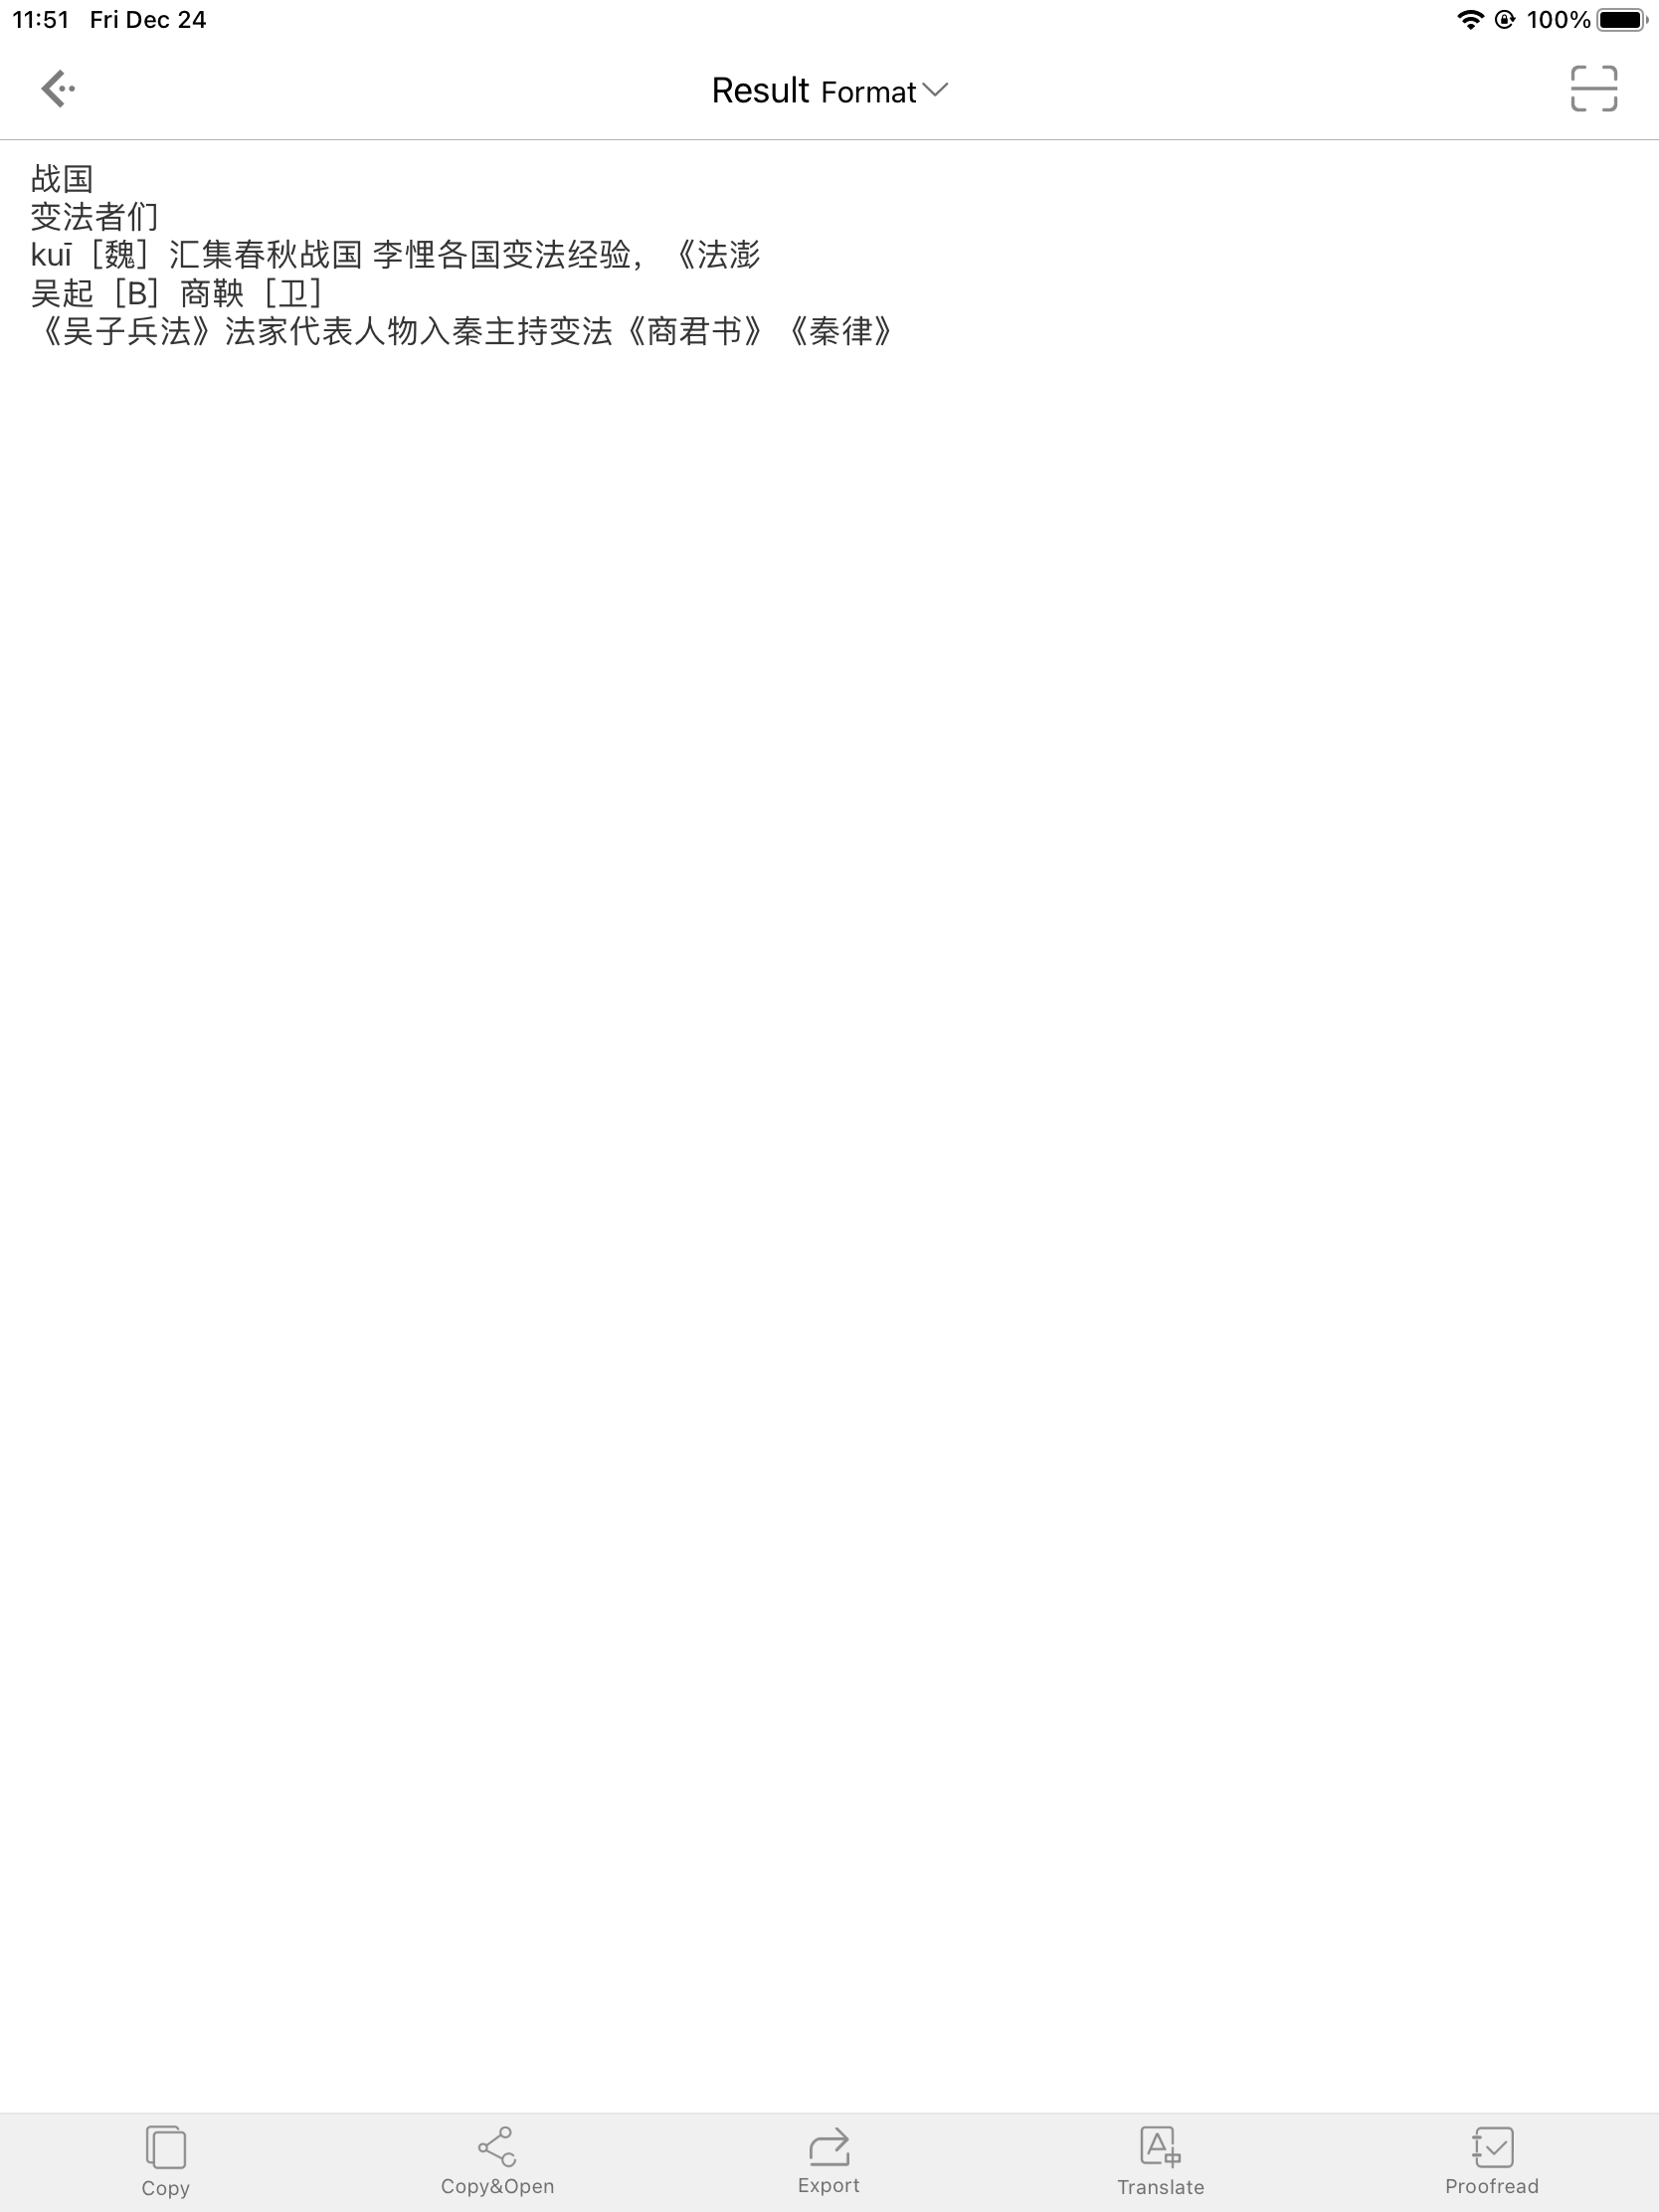 11:51 Fri Dec 24 100%
Result Format
战国
变法者们
kuī［魏］汇集春秋战国 李悝各国变法经验，《法澎
吴起［B］商鞅［卫］
《吴子兵法》法家代表人物入秦主持变法《商君书》《秦律》
Copy Copy&Open Export Translate Proofread